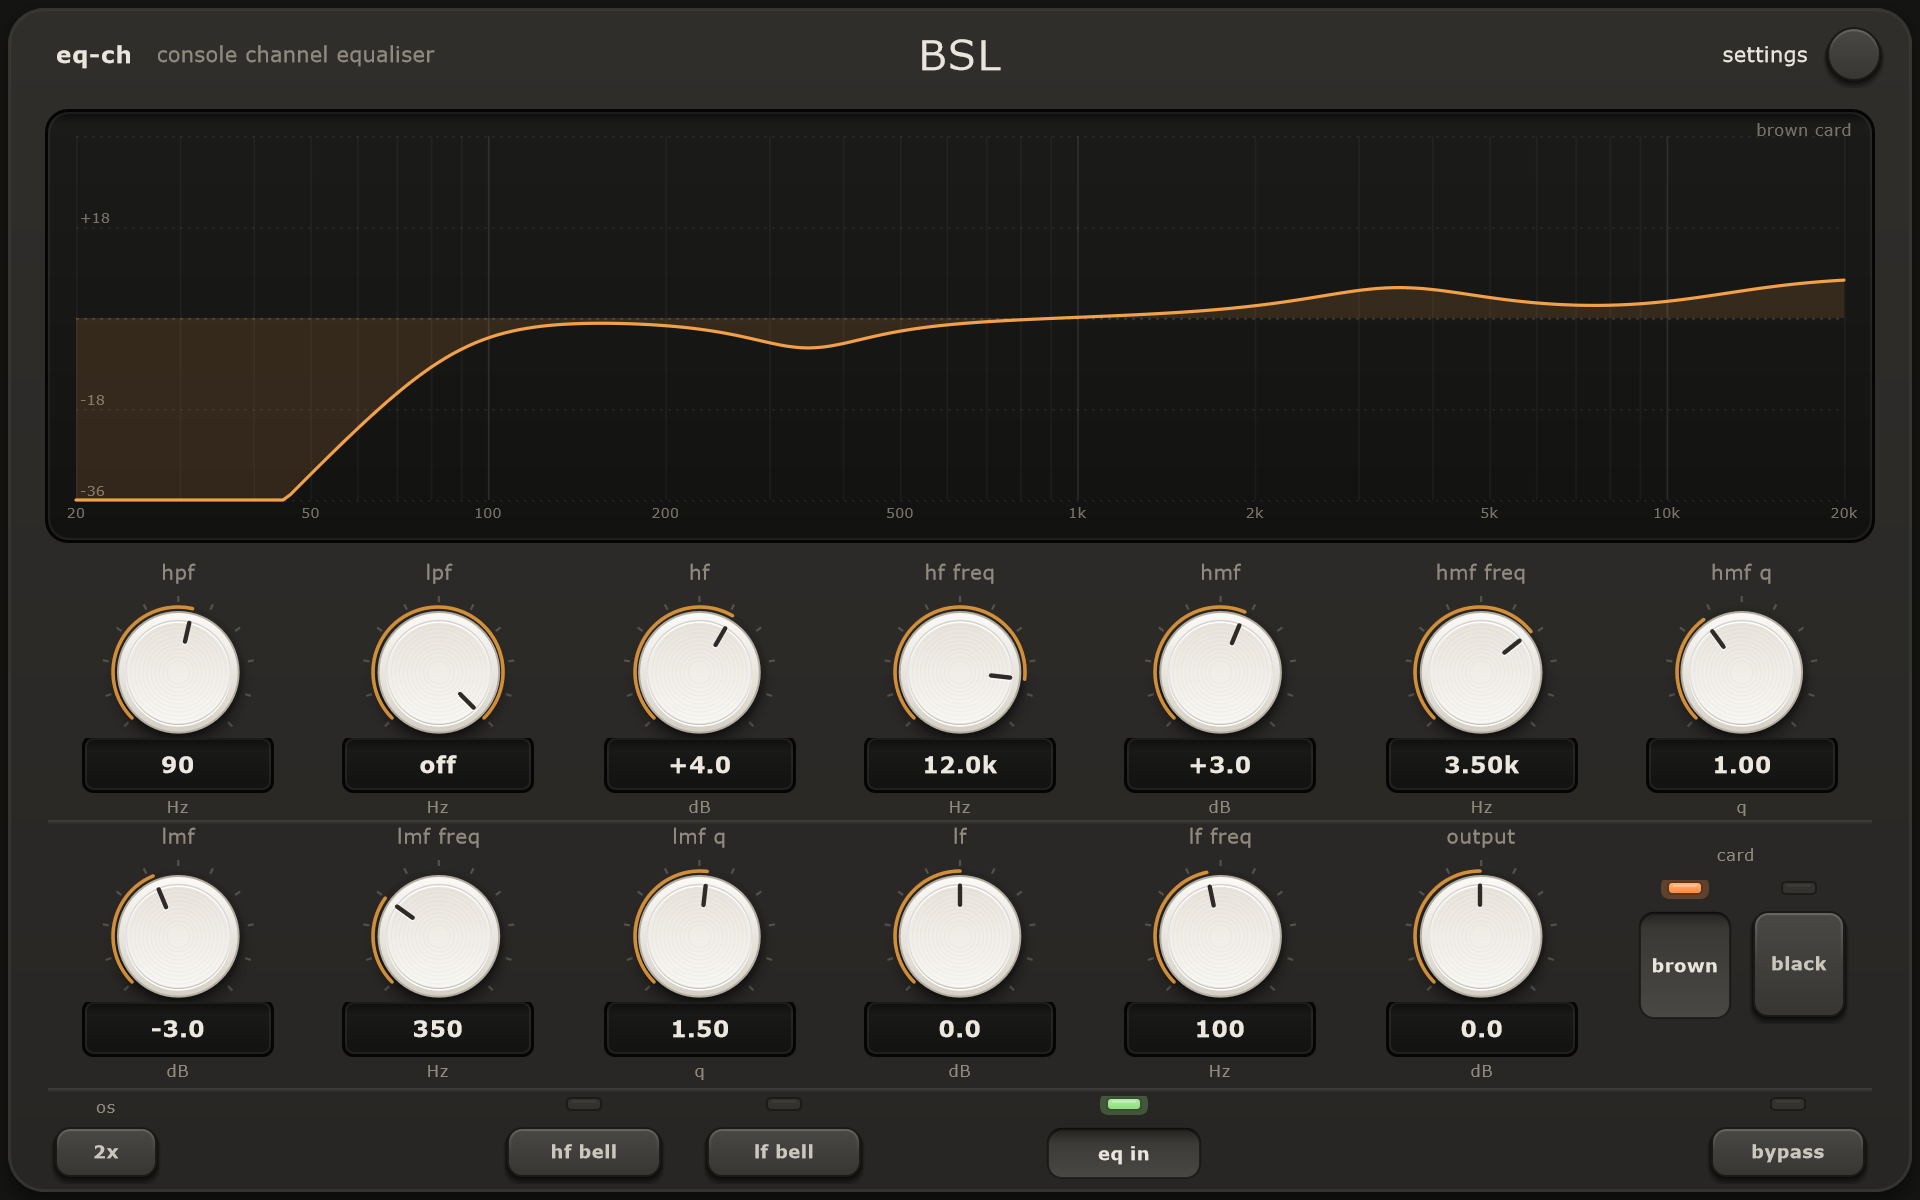 eq-ch console channel equaliser BSL settings
brown card
+18
-18
-36
20 50 100 200 500 1k 2k 5k 10k 20k
hpf lpf hf hf freq hmf hmf freq hmf q
90 off +4.0 12.0k +3.0 3.50k 1.00
Hz Hz dB Hz dB Hz q
lmf lmf freq lmf q lf lf freq output card
brown black
-3.0 350 1.50 0.0 100 0.0
dB Hz q dB Hz dB
os
2x hf bell lf bell eq in bypass